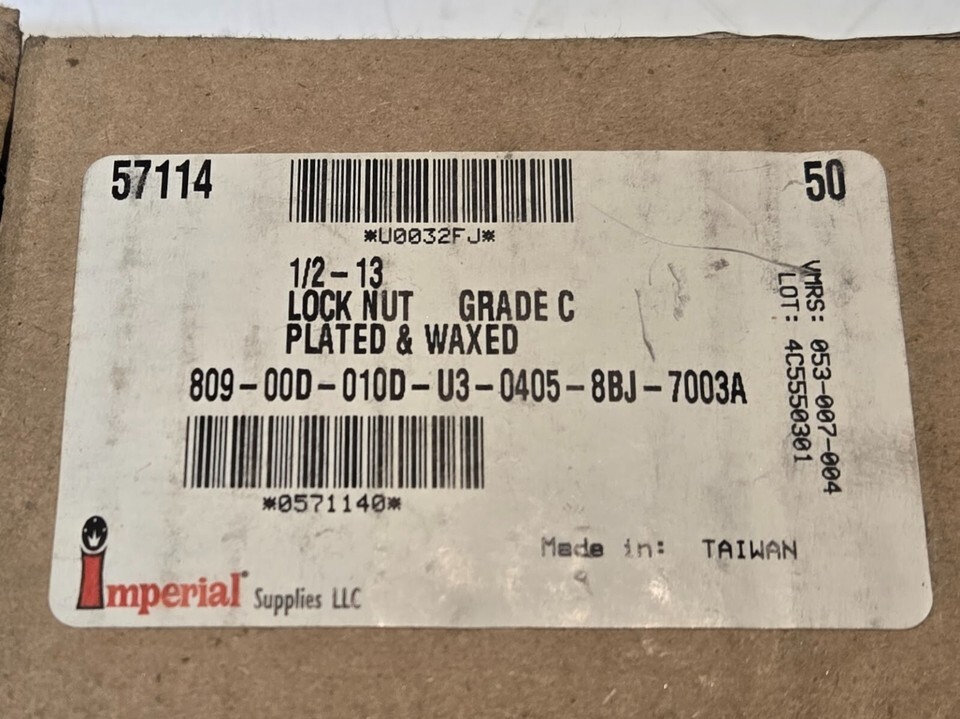 57114
50
*U0032FJ*
1/2-13
LOCK NUT GRADE C
PLATED & WAXED
809-00D-010D-U3-0405-8BJ-7003A
VMRS: 053-007-004
LOT: 4C5550301
*0571140*
Made in: TAIWAN
imperial® Supplies LLC